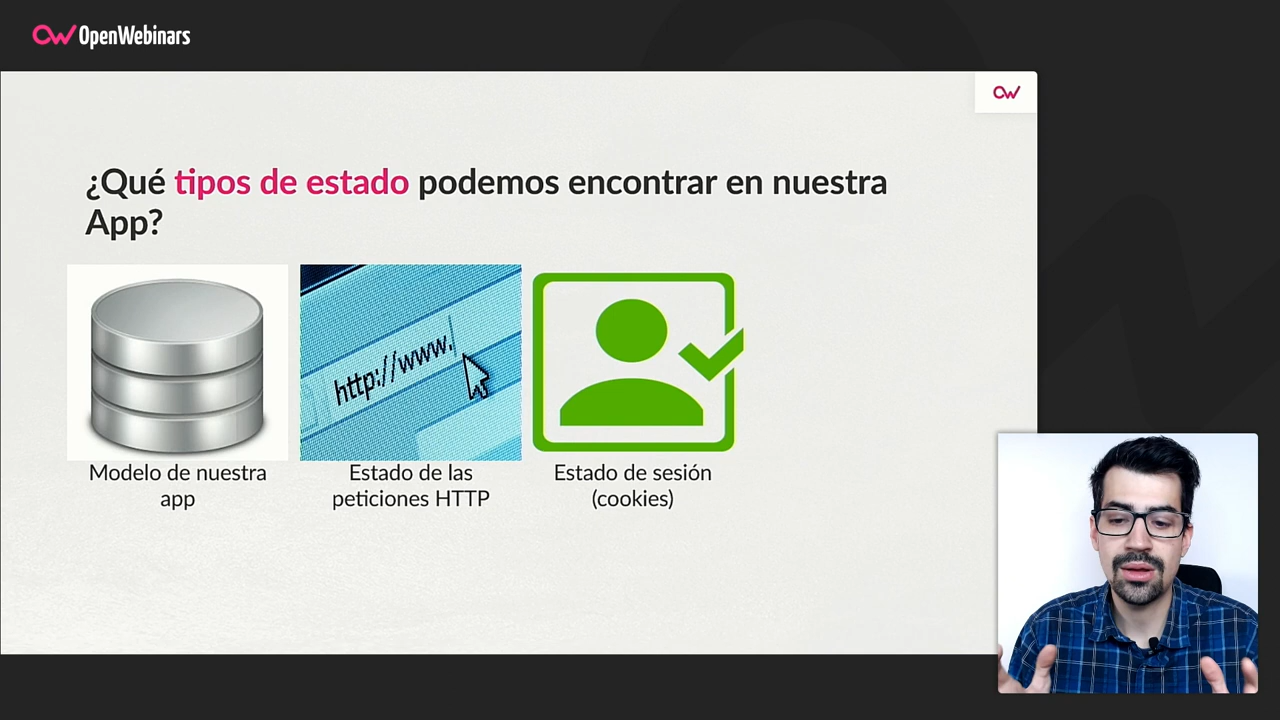 OpenWebinars
¿Qué tipos de estado podemos encontrar en nuestra
App?
http://www.
Modelo de nuestra
app
Estado de las
peticiones HTTP
Estado de sesión
(cookies)